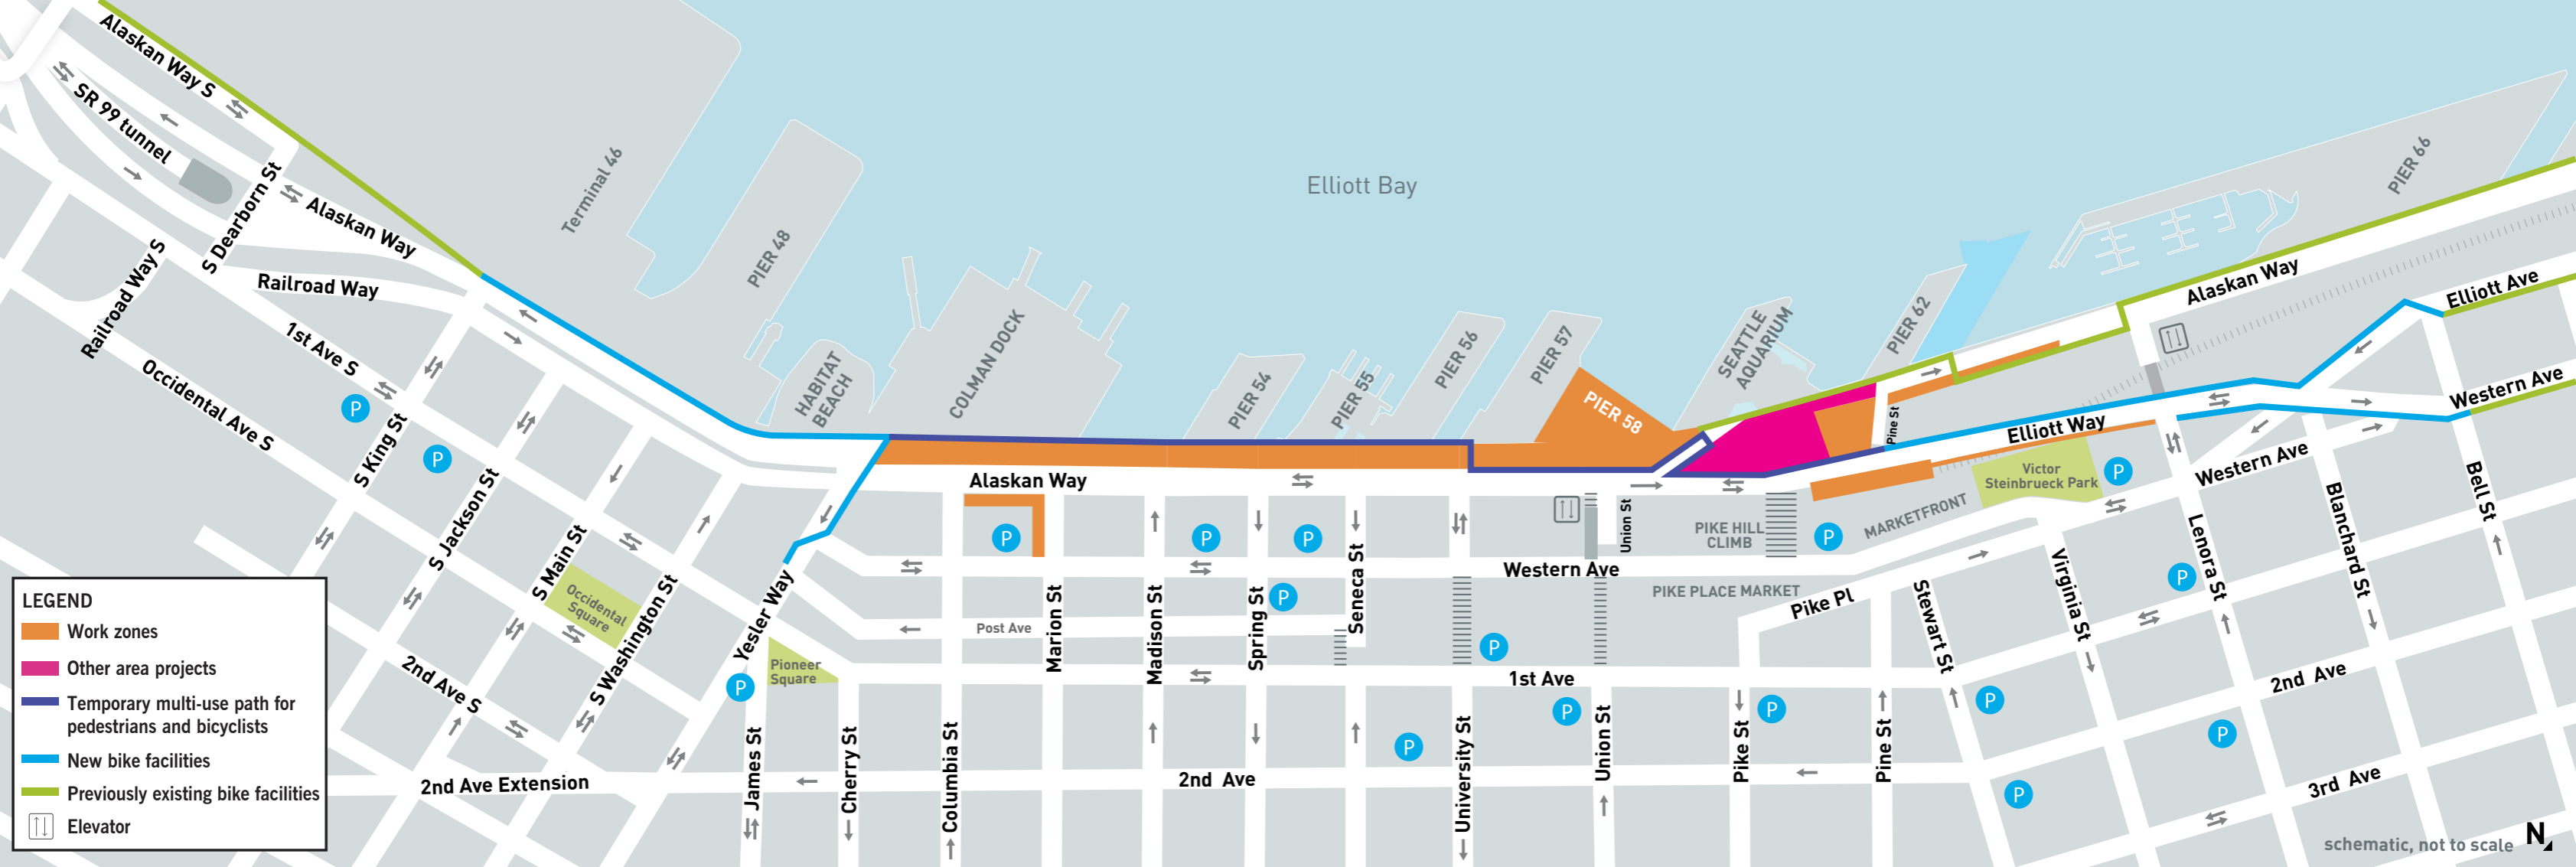 Alaskan Way S
SR 99 tunnel
S Dearborn St
Alaskan Way
Railroad Way S
Railroad Way
1st Ave S
Occidental Ave S
P
P
S King St
S Jackson St
S Main St
Occidental
Square
S Washington St
2nd Ave S
2nd Ave Extension
Yesler Way
Pioneer
Square
P
Terminal 46
PIER 48
HABITAT
BEACH
COLMAN DOCK
PIER 54
PIER 55
PIER 56
PIER 57
PIER 58
Elliott Bay
SEATTLE
AQUARIUM
PIER 62
PIER 66
Alaskan Way
Elliott Ave
Western Ave
Pine St
Elliott Way
Victor
Steinbrueck Park
P
Western Ave
Bell St
Alaskan Way
P
P
P
Union St
PIKE HILL
CLIMB
P
MARKETFRONT
Western Ave
PIKE PLACE MARKET
Pike Pl
Post Ave
Marion St
Madison St
Spring St
P
Seneca St
P
1st Ave
Stewart St
Virginia St
Lenora St
P
Blanchard St
2nd Ave
3rd Ave
James St
Cherry St
Columbia St
2nd Ave
P
University St
P
Union St
Pike St
P
Pine St
P
P
P
LEGEND
Work zones
Other area projects
Temporary multi-use path for
pedestrians and bicyclists
New bike facilities
Previously existing bike facilities
Elevator
schematic, not to scale
N